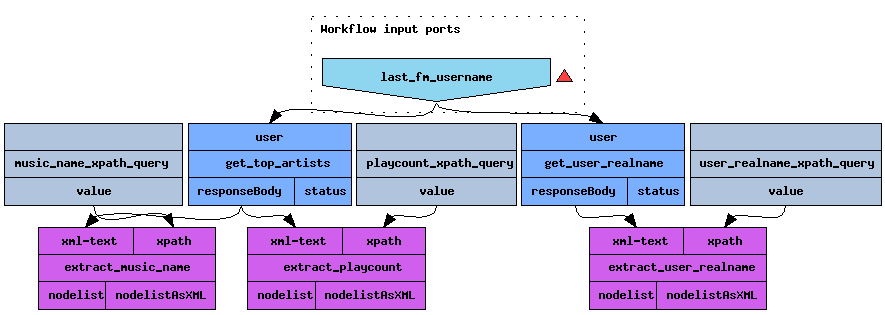 Workflow input ports
last_fm_username
user
user
music_name_xpath_query
get_top_artists
playcount_xpath_query
get_user_realname
user_realname_xpath_query
value
responseBody
status
value
responseBody
status
value
xml-text
xpath
xml-text
xpath
xml-text
xpath
extract_music_name
extract_playcount
extract_user_realname
nodelist
nodelistAsXML
nodelist
nodelistAsXML
nodelist
nodelistAsXML